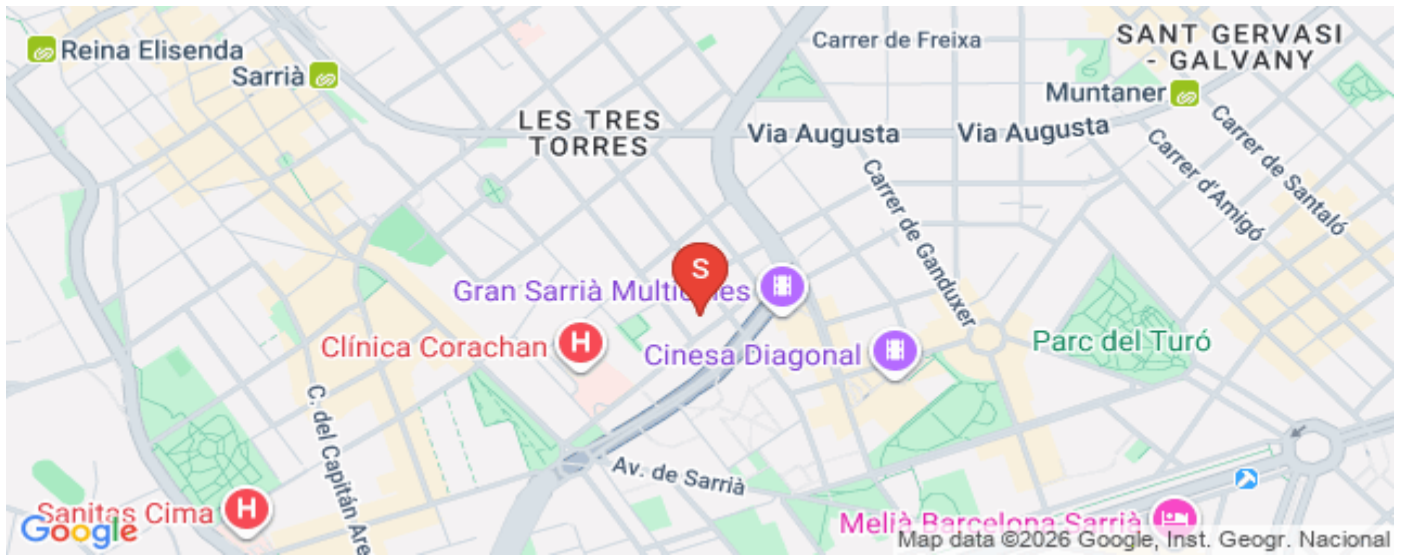 Reina Elisenda
Sarrià
LES TRES
TORRES
Carrer de Freixa
SANT GERVASI
- GALVANY
Muntaner
Via Augusta
Via Augusta
Carrer de Santaló
Carrer d'Amigó
Carrer de Ganduxer
S
Gran Sarrià Multicines
H
Clínica Corachan
Cinesa Diagonal
Parc del Turó
C. del Capitán Are
Av. de Sarrià
Sanitas Cima
H
Melià Barcelona Sarrià
Google
Map data ©2026 Google, Inst. Geogr. Nacional